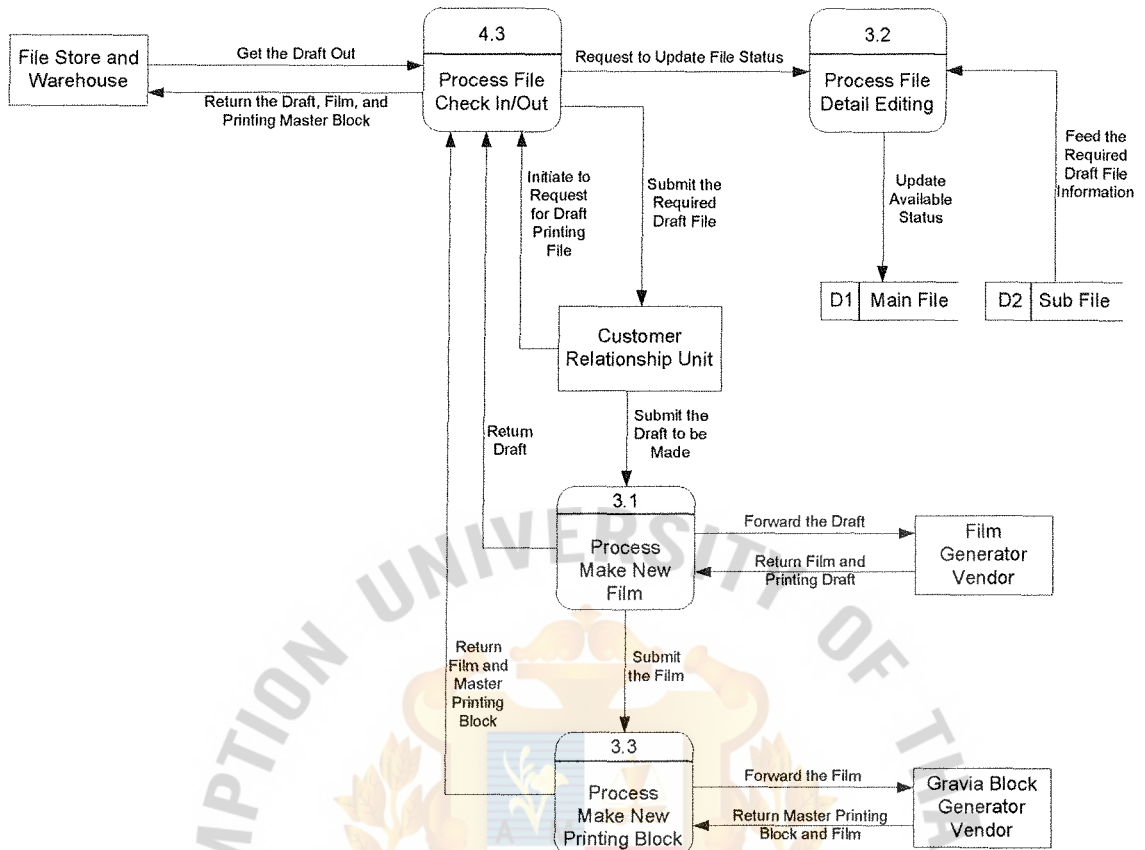 File Store and
Warehouse
Get the Draft Out
Return the Draft, Film, and
Printing Master Block
4.3
Process File
Check In/Out
Request to Update File Status
3.2
Process File
Detail Editing
Feed the
Required
Draft File
Information
Initiate to
Request
for Draft
Printing
File
Submit the
Required
Draft File
Update
Available
Status
D1 Main File
D2 Sub File
Customer
Relationship Unit
Return
Draft
Submit the
Draft to be
Made
3.1
Process
Make New
Film
Forward the Draft
Return Film and
Printing Draft
Film
Generator
Vendor
Return
Film and
Master
Printing
Block
Submit
the Film
3.3
Process
Make New
Printing Block
Forward the Film
Return Master Printing
Block and Film
Gravia Block
Generator
Vendor
UNIVERSITY OF